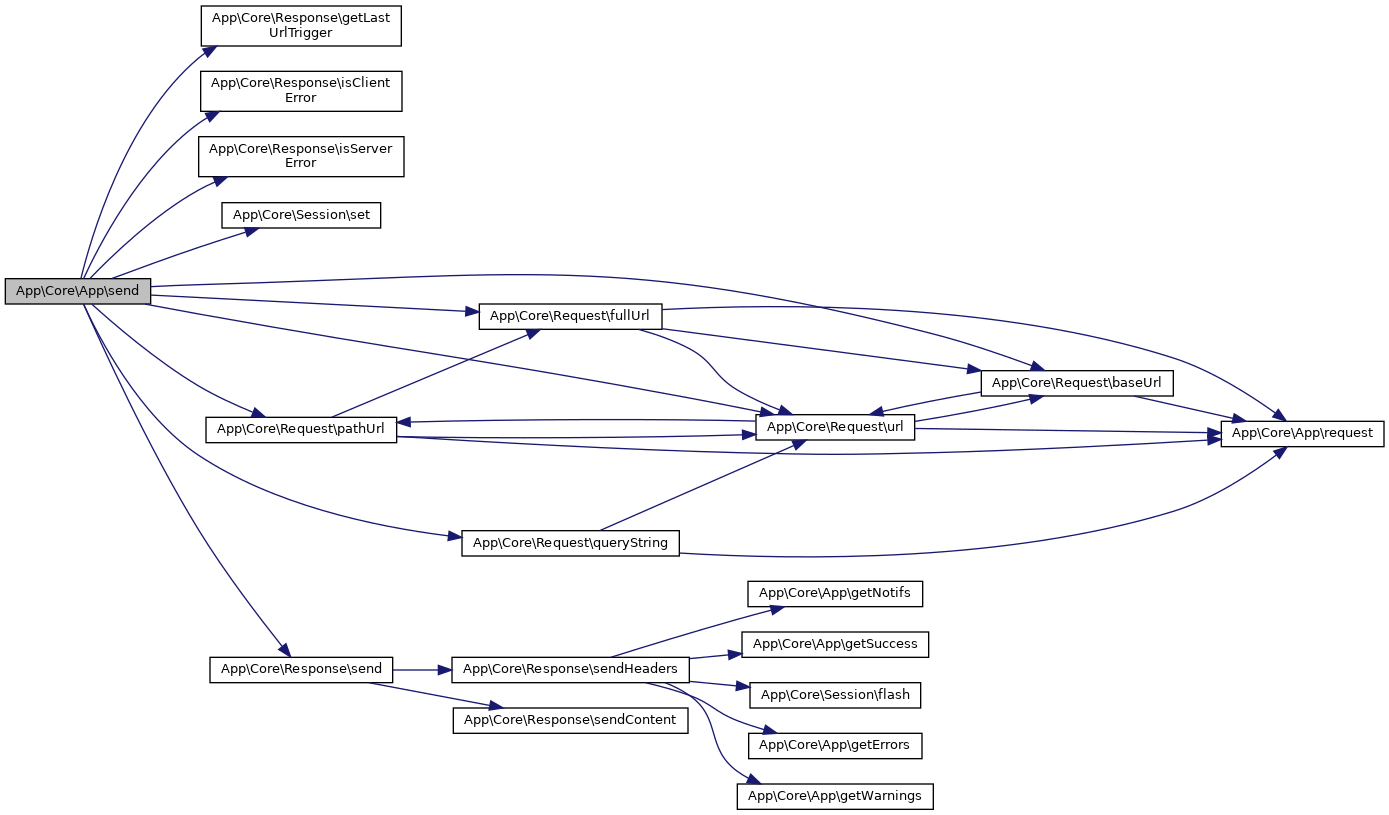 App\Core\Response\getLast
UrlTrigger
App\Core\Response\isClient
Error
App\Core\Response\isServer
Error
App\Core\Session\set
App\Core\App\send
App\Core\Request\fullUrl
App\Core\Request\baseUrl
App\Core\Request\pathUrl
App\Core\Request\url
App\Core\App\request
App\Core\Request\queryString
App\Core\App\getNotifs
App\Core\App\getSuccess
App\Core\Response\send
App\Core\Response\sendHeaders
App\Core\Session\flash
App\Core\Response\sendContent
App\Core\App\getErrors
App\Core\App\getWarnings